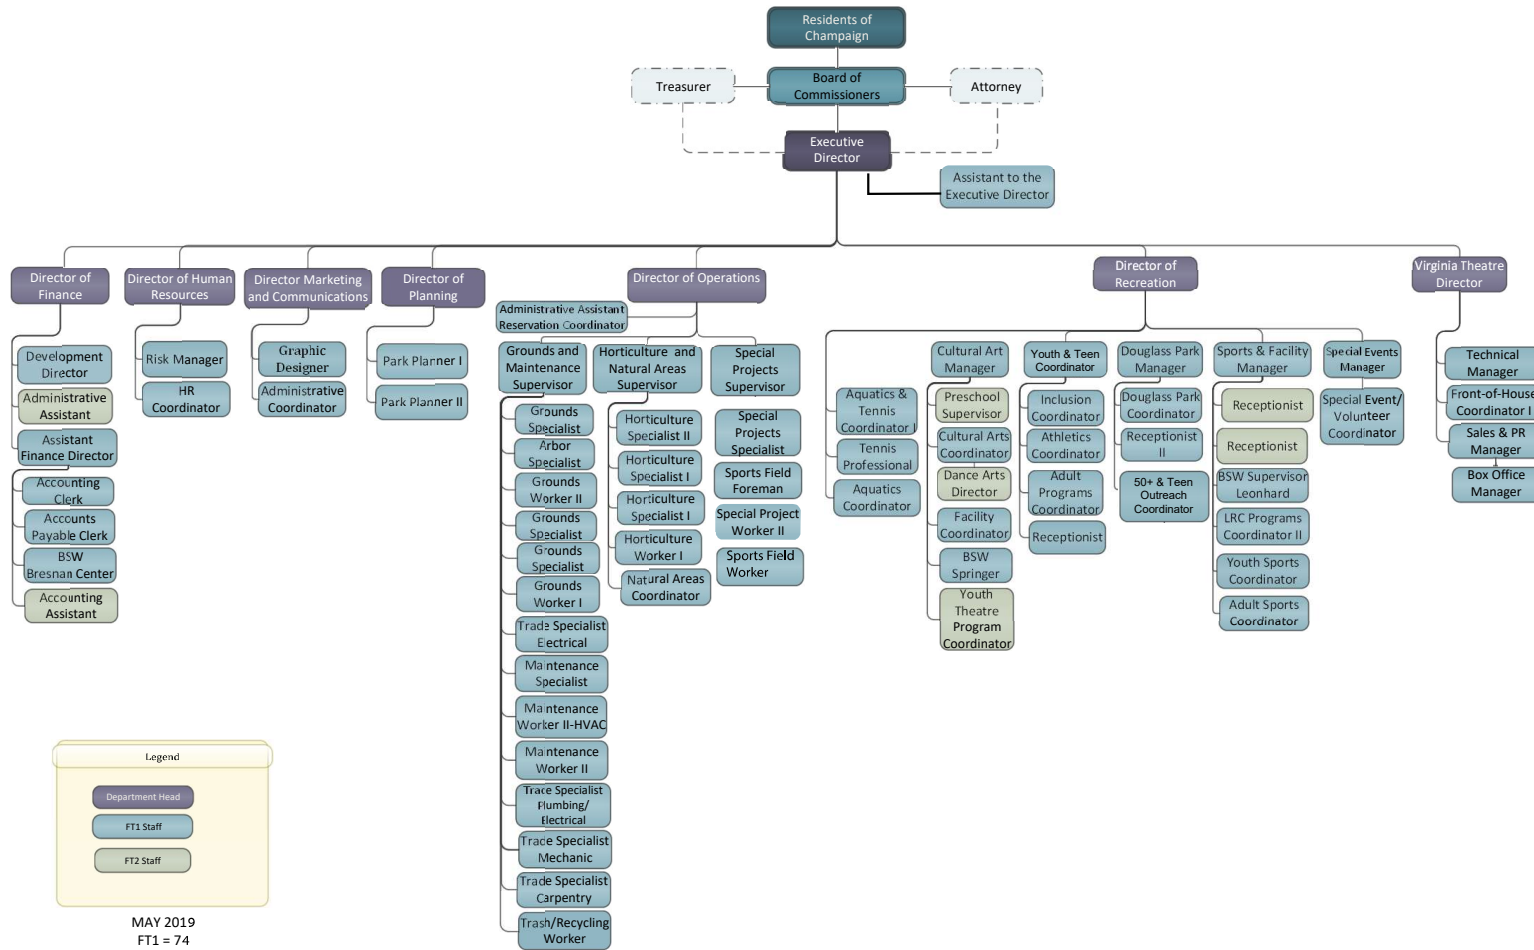 Residents of
Champaign
Treasurer
Board of
Commissioners
Attorney
Executive
Director
Assistant to the
Executive Director
Director of
Finance
Director of Human
Resources
Director Marketing
and Communications
Director of
Planning
Director of Operations
Director of
Recreation
Virginia Theatre
Director
Development
Director
Administrative
Assistant
Assistant
Finance Director
Accounting
Clerk
Accounts
Payable Clerk
BSW
Bresnan Center
Accounting
Assistant
Risk Manager
HR
Coordinator
Graphic
Designer
Administrative
Coordinator
Park Planner I
Park Planner II
Administrative Assistant
Reservation Coordinator
Grounds and
Maintenance
Supervisor
Grounds
Specialist
Arbor
Specialist
Grounds
Worker II
Grounds
Specialist
Grounds
Specialist
Grounds
Worker I
Trade Specialist
Electrical
Maintenance
Specialist
Maintenance
Worker II-HVAC
Maintenance
Worker II
Trace Specialist
Plumbing/
Electrical
Trade Specialist
Mechanic
Trade Specialist
Carpentry
Trash/Recycling
Worker
Horticulture and
Natural Areas
Supervisor
Horticulture
Specialist II
Horticulture
Specialist I
Horticulture
Specialist I
Horticulture
Worker I
Natural Areas
Coordinator
Special
Projects
Supervisor
Special
Projects
Specialist
Sports Field
Foreman
Special Project
Worker II
Sports Field
Worker
Aquatics &
Tennis
Coordinator I
Tennis
Professional
Aquatics
Coordinator
Cultural Art
Manager
Preschool
Supervisor
Cultural Arts
Coordinator
Dance Arts
Director
Facility
Coordinator
BSW
Springer
Youth
Theatre
Program
Coordinator
Youth & Teen
Coordinator
Inclusion
Coordinator
Athletics
Coordinator
Adult
Programs
Coordinator
Receptionist
Douglass Park
Manager
Douglass Park
Coordinator
Receptionist
II
50+ & Teen
Outreach
Coordinator
Sports & Facility
Manager
Receptionist
Receptionist
BSW Supervisor
Leonhard
LRC Programs
Coordinator II
Youth Sports
Coordinator
Adult Sports
Coordinator
Special Events
Manager
Special Event/
Volunteer
Coordinator
Technical
Manager
Front-of-House
Coordinator I
Sales & PR
Manager
Box Office
Manager
Legend
Department Head
FT1 Staff
FT2 Staff
MAY 2019
FT1 = 74